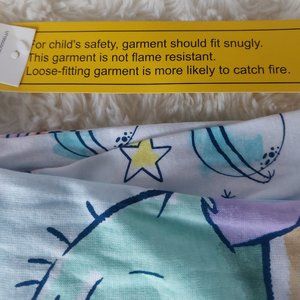 For child's safety, garment should fit snugly.
This garment is not flame resistant.
Loose-fitting garment is more likely to catch fire.